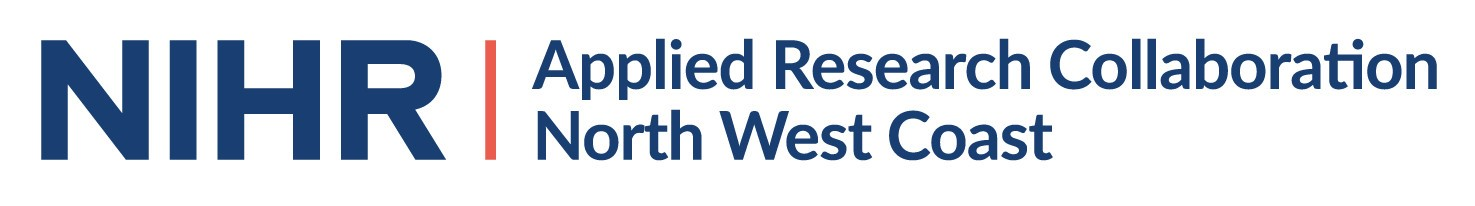 NIHR
Applied Research Collaboration
North West Coast